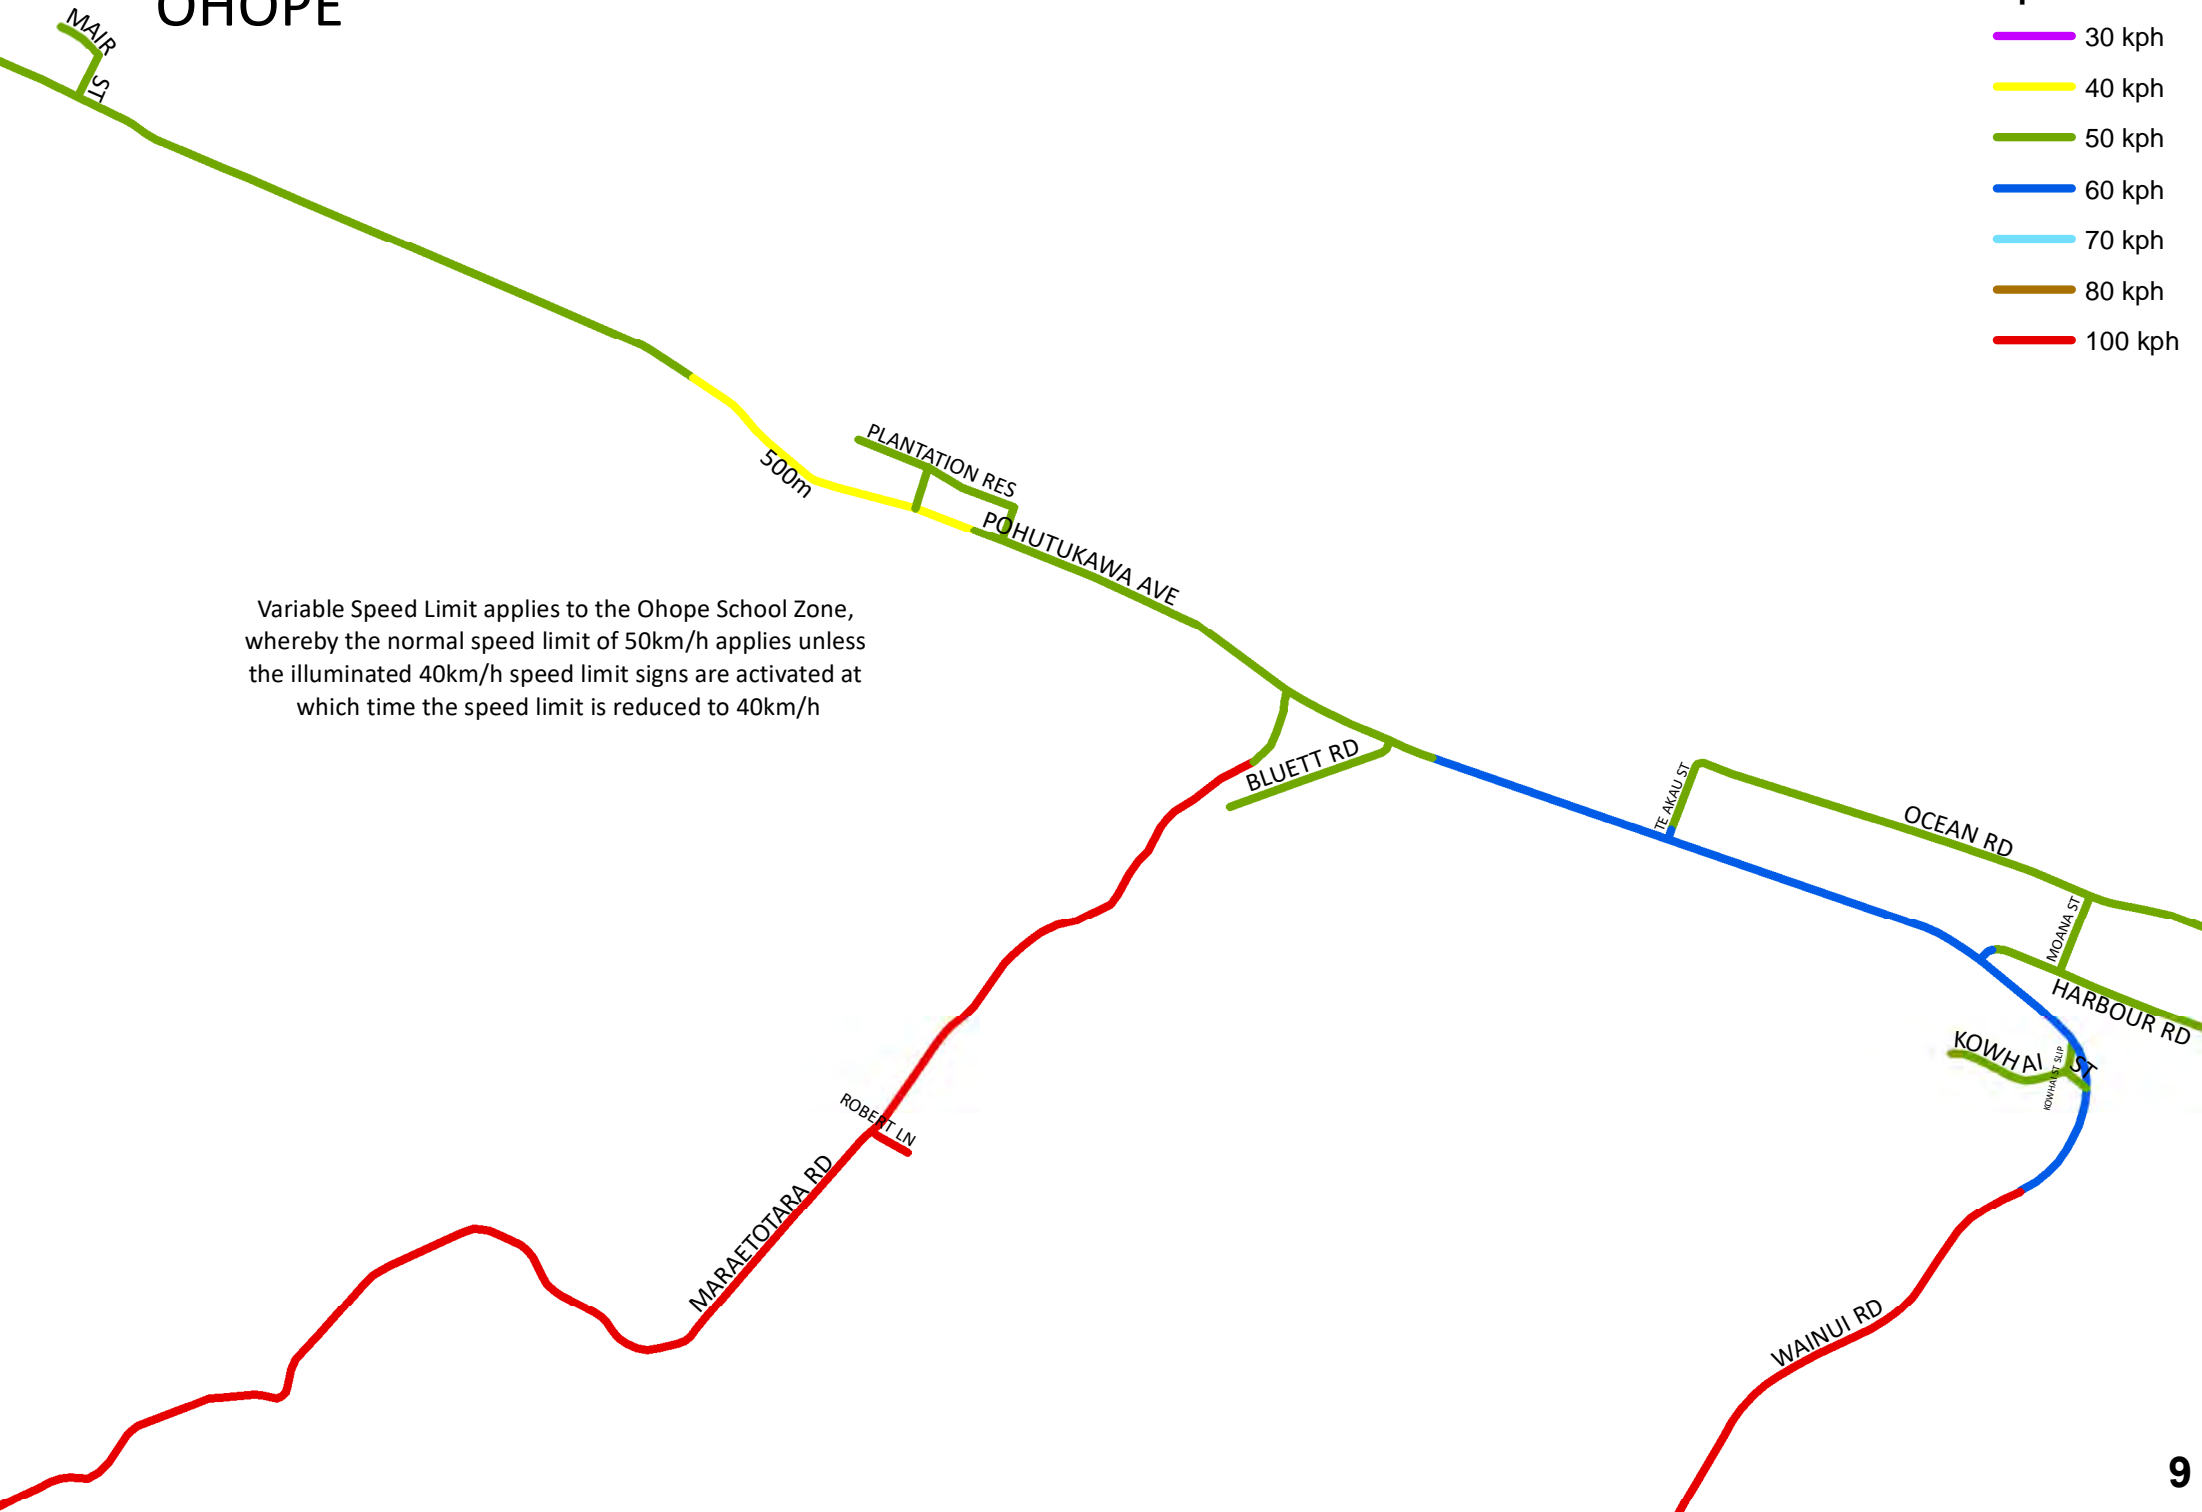 OHOPE
30 kph
40 kph
50 kph
60 kph
70 kph
80 kph
100 kph
MAIR ST
500m
PLANTATION RES
POHUTUKAWA AVE
Variable Speed Limit applies to the Ohope School Zone,
whereby the normal speed limit of 50km/h applies unless
the illuminated 40km/h speed limit signs are activated at
which time the speed limit is reduced to 40km/h
BLUETT RD
TE AKAU ST
OCEAN RD
MOANA ST
HARBOUR RD
KOWHAI ST
KOWHAI ST SLIP
ROBERT LN
MARAETOTARA RD
WAINUI RD
9